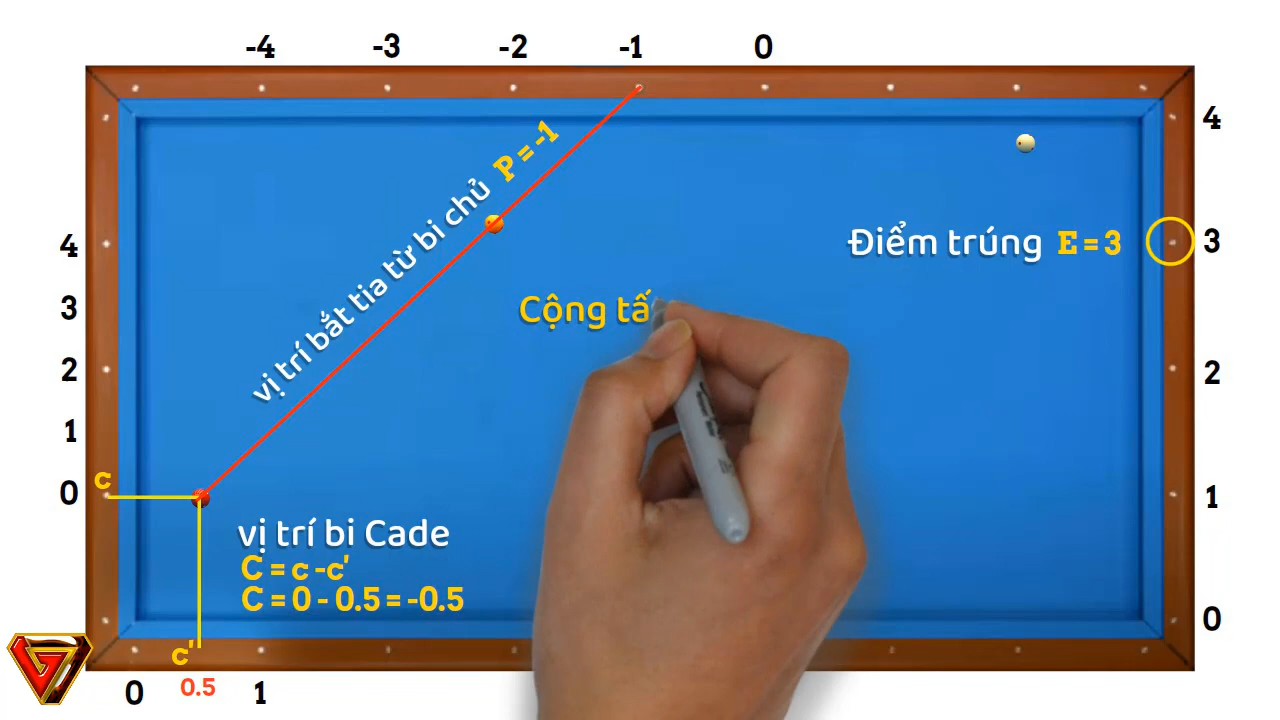 -4 -3 -2 -1 0
4
vị trí bắt tia từ bi chủ P = -1
Điểm trúng E = 3
3
4
3
2
1
0
Cộng tấ
2
1
0
c
vị trí bi Cade
C = c -c'
C = 0 - 0.5 = -0.5
c'
0 0.5 1